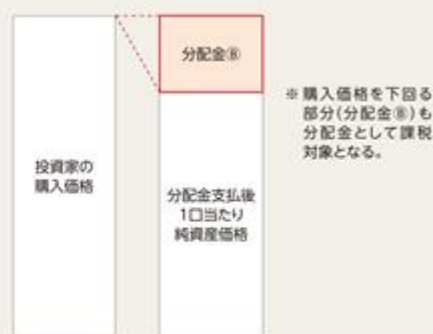 分配金Ⓑ
※購入価格を下回る
部分(分配金Ⓑ)も
分配金として課税
対象となる。
投資家の
購入価格
分配金支払後
1口当たり
純資産価格